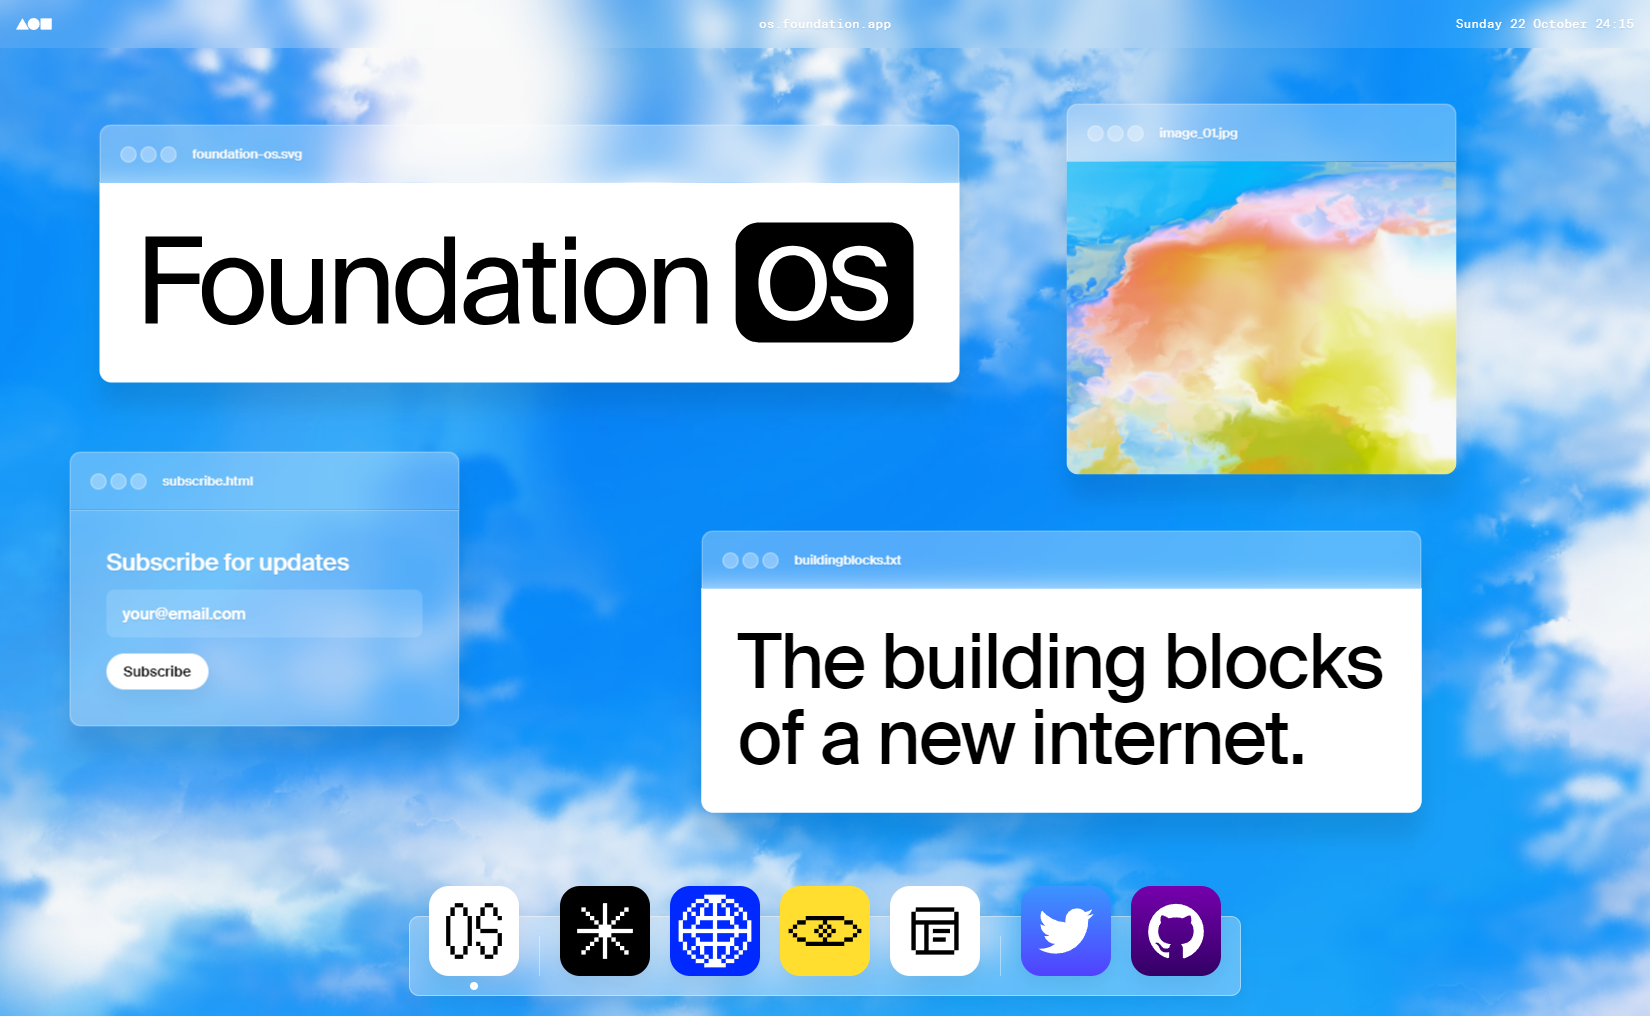 os.foundation.app
Sunday 22 October 24:15
foundation-os.svg
Foundation OS
image_01.jpg
subscribe.html
Subscribe for updates
your@email.com
Subscribe
buildingblocks.txt
The building blocks
of a new internet.
OS